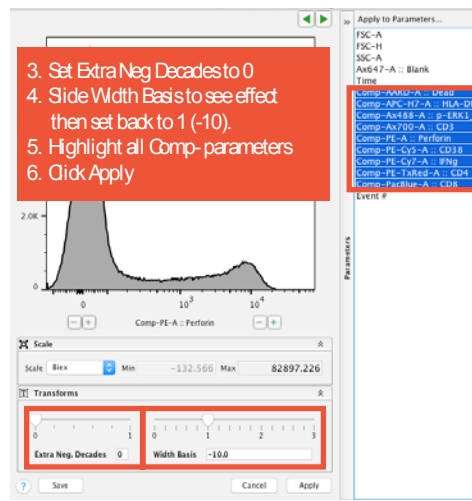 Apply to Parameters...
FSC-A
FSC-H
SSC-A
Ax647-A :: Blank
Time
Comp-AARD-A :: Dead
Comp-APC-H7-A :: HLA-D
Comp-Ax488-A :: p-ERK1
Comp-Ax700-A :: CD3
Comp-PE-A :: Perforin
Comp-PE-Cy5-A :: CD38
Comp-PE-Cy7-A :: IFNg
Comp-PE-TxRed-A :: CD4
Comp-PacBlue-A :: CD8
Event #
3. Set Extra Neg Decades to 0
4. Slide Width Basis to see effect
then set back to 1 (-10).
5. Highlight all Comp- parameters
6. Click Apply
2.0K
0
0 10³ 10⁴
Comp-PE-A :: Perforin
Parameters
Scale
Scale Biex Min -132.566 Max 82897.226
Transforms
0 1 0 1 2 3
Extra Neg. Decades 0 Width Basis -10.0
? Save Cancel Apply